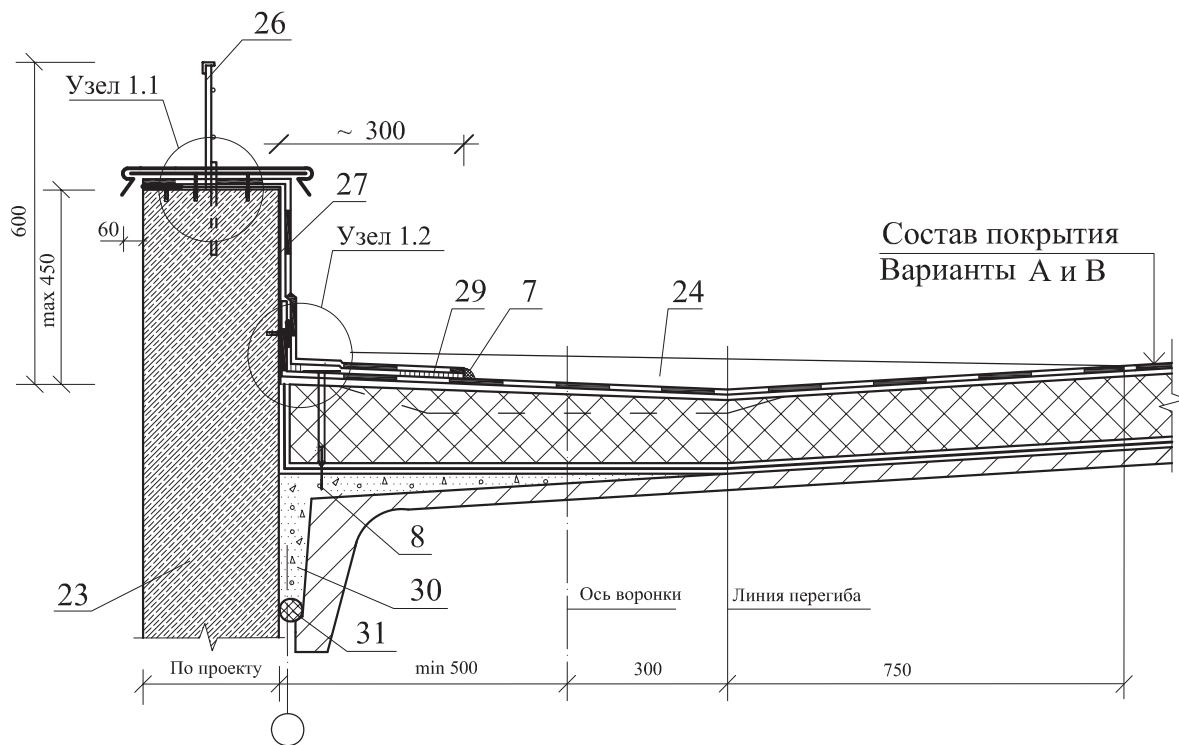 26
Узел 1.1
~ 300
27
600
60
Узел 1.2
max 450
Состав покрытия
Варианты А и В
29
7
24
8
23
30
31
Ось воронки
Линия перегиба
По проекту
min 500
300
750